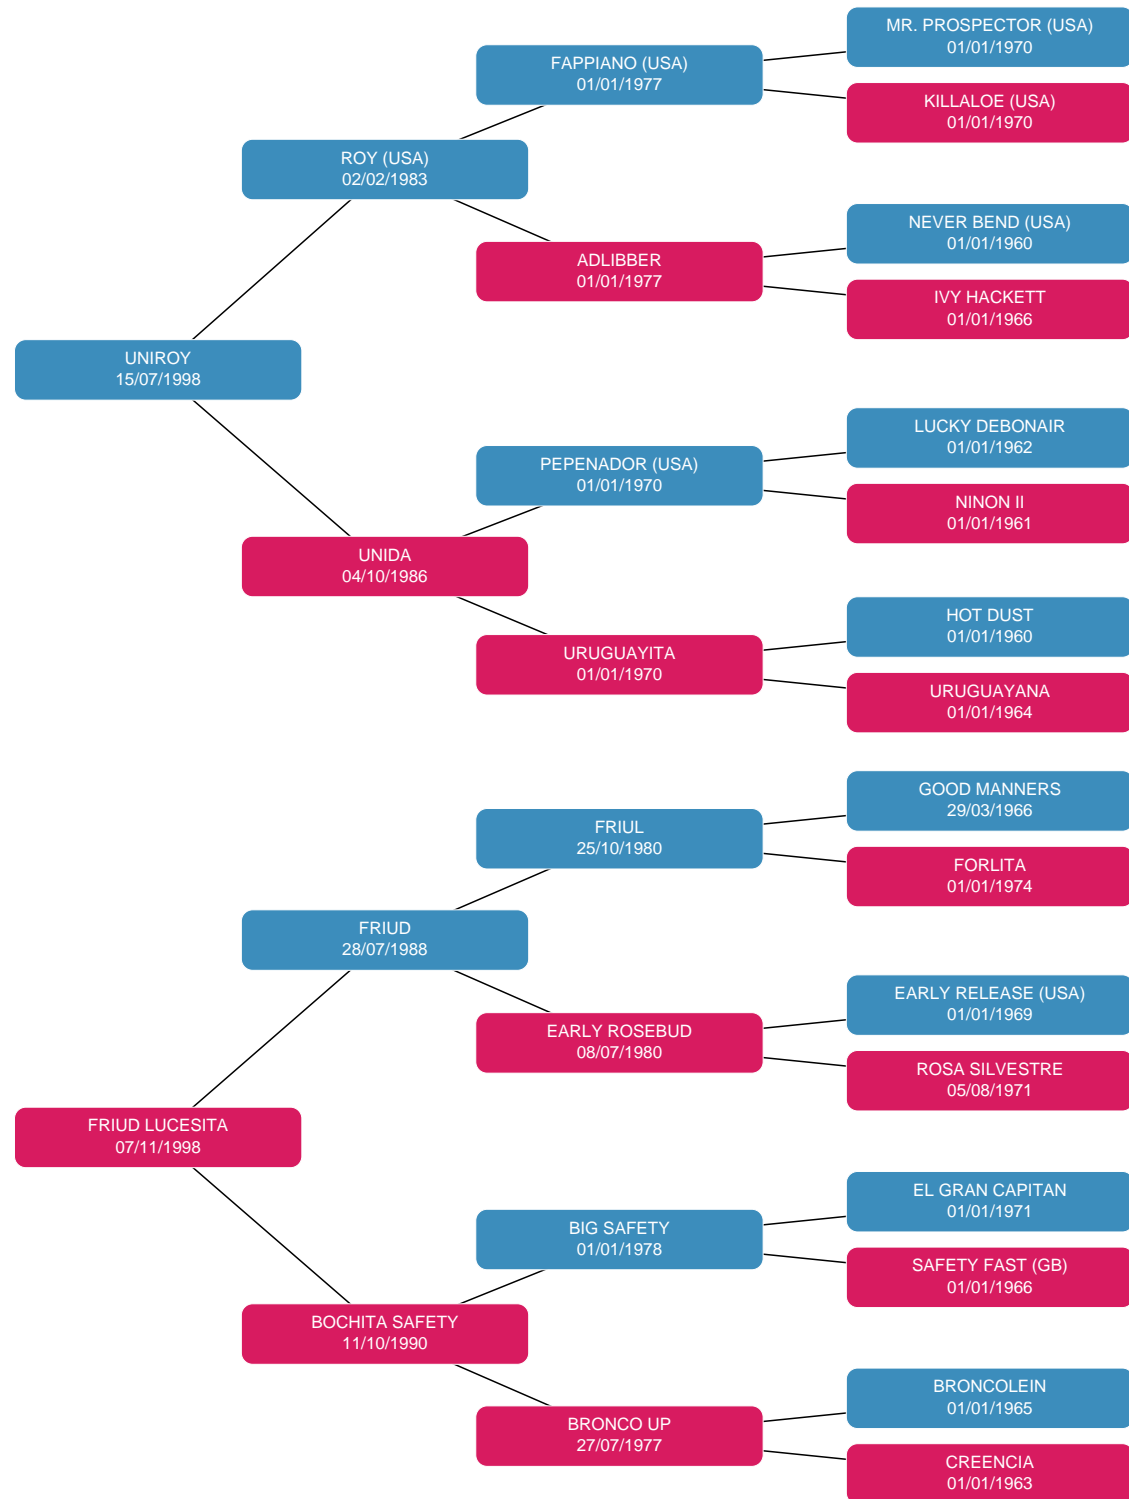 MR. PROSPECTOR (USA)
01/01/1970
FAPPIANO (USA)
01/01/1977
KILLALOE (USA)
01/01/1970
ROY (USA)
02/02/1983
NEVER BEND (USA)
01/01/1960
ADLIBBER
01/01/1977
IVY HACKETT
01/01/1966
UNIROY
15/07/1998
LUCKY DEBONAIR
01/01/1962
PEPENADOR (USA)
01/01/1970
NINON II
01/01/1961
UNIDA
04/10/1986
HOT DUST
01/01/1960
URUGUAYITA
01/01/1970
URUGUAYANA
01/01/1964
GOOD MANNERS
29/03/1966
FRIUL
25/10/1980
FORLITA
01/01/1974
FRIUD
28/07/1988
EARLY RELEASE (USA)
01/01/1969
EARLY ROSEBUD
08/07/1980
ROSA SILVESTRE
05/08/1971
FRIUD LUCESITA
07/11/1998
EL GRAN CAPITAN
01/01/1971
BIG SAFETY
01/01/1978
SAFETY FAST (GB)
01/01/1966
BOCHITA SAFETY
11/10/1990
BRONCOLEIN
01/01/1965
BRONCO UP
27/07/1977
CREENCIA
01/01/1963